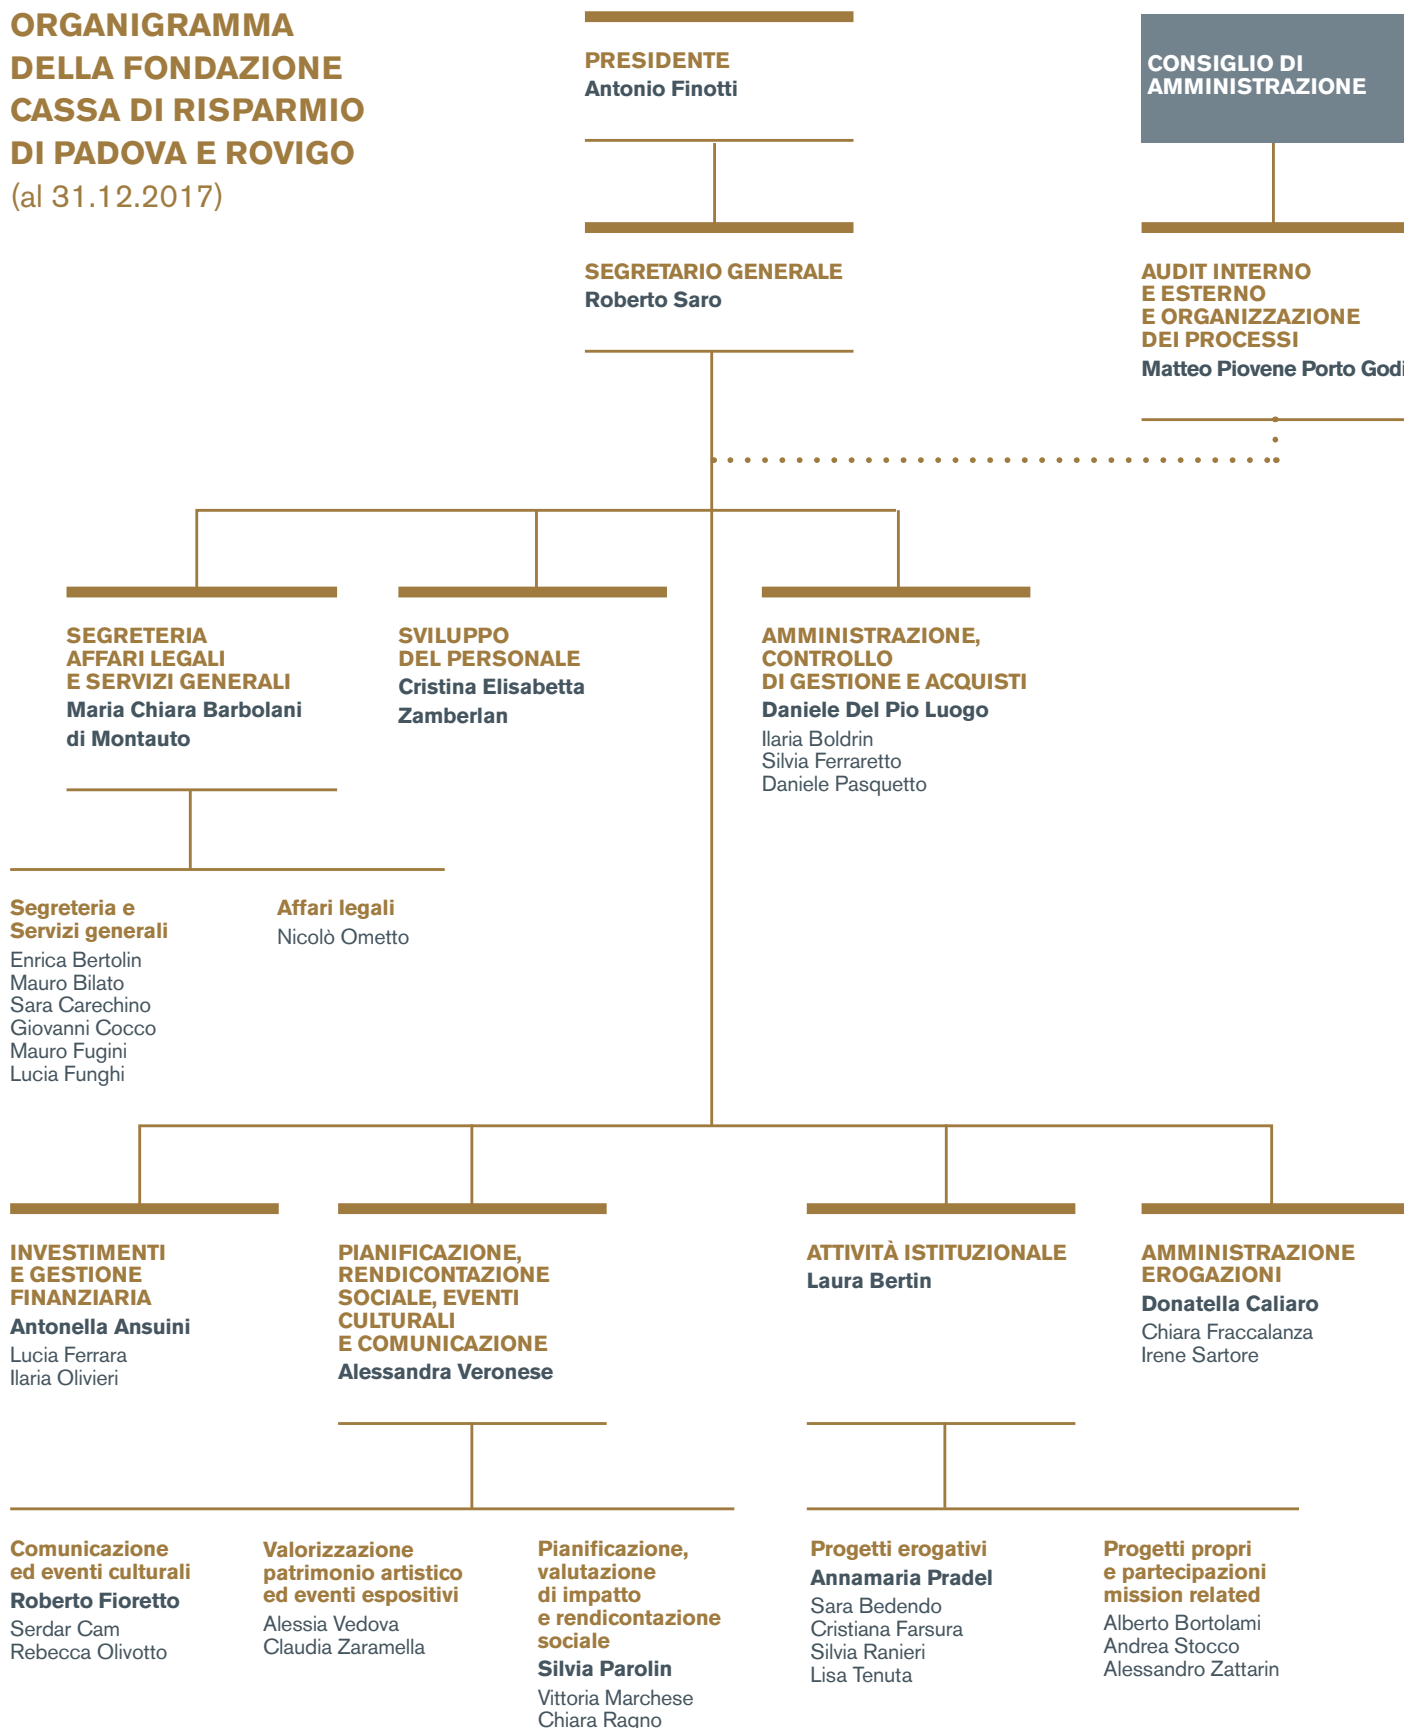 ORGANIGRAMMA
DELLA FONDAZIONE
CASSA DI RISPARMIO
DI PADOVA E ROVIGO
(al 31.12.2017)
PRESIDENTE
Antonio Finotti
CONSIGLIO DI
AMMINISTRAZIONE
SEGRETARIO GENERALE
Roberto Saro
AUDIT INTERNO
E ESTERNO
E ORGANIZZAZIONE
DEI PROCESSI
Matteo Piovene Porto Godi
SEGRETERIA
AFFARI LEGALI
E SERVIZI GENERALI
Maria Chiara Barbolani
di Montauto
SVILUPPO
DEL PERSONALE
Cristina Elisabetta
Zamberlan
AMMINISTRAZIONE,
CONTROLLO
DI GESTIONE E ACQUISTI
Daniele Del Pio Luogo
Ilaria Boldrin
Silvia Ferraretto
Daniele Pasquetto
Segreteria e
Servizi generali
Enrica Bertolin
Mauro Bilato
Sara Carechino
Giovanni Cocco
Mauro Fugini
Lucia Funghi
Affari legali
Nicolò Ometto
INVESTIMENTI
E GESTIONE
FINANZIARIA
Antonella Ansuini
Lucia Ferrara
Ilaria Olivieri
PIANIFICAZIONE,
RENDICONTAZIONE
SOCIALE, EVENTI
CULTURALI
E COMUNICAZIONE
Alessandra Veronese
ATTIVITÀ ISTITUZIONALE
Laura Bertin
AMMINISTRAZIONE
EROGAZIONI
Donatella Caliaro
Chiara Fraccalanza
Irene Sartore
Comunicazione
ed eventi culturali
Roberto Fioretto
Serdar Cam
Rebecca Olivotto
Valorizzazione
patrimonio artistico
ed eventi espositivi
Alessia Vedova
Claudia Zaramella
Pianificazione,
valutazione
di impatto
e rendicontazione
sociale
Silvia Parolin
Vittoria Marchese
Chiara Ragno
Progetti erogativi
Annamaria Pradel
Sara Bedendo
Cristiana Farsura
Silvia Ranieri
Lisa Tenuta
Progetti propri
e partecipazioni
mission related
Alberto Bortolami
Andrea Stocco
Alessandro Zattarin